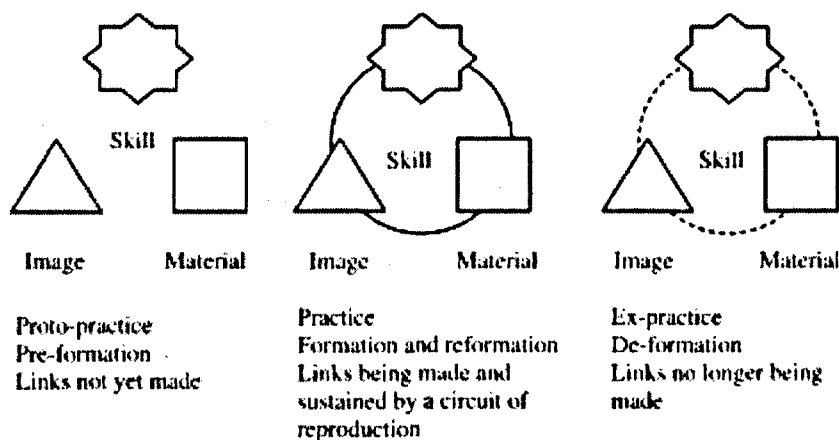 Skill
Image Material
Proto-practice
Pre-formation
Links not yet made
Skill
Image Material
Practice
Formation and reformation
Links being made and
sustained by a circuit of
reproduction
Skill
Image Material
Ex-practice
De-formation
Links no longer being
made